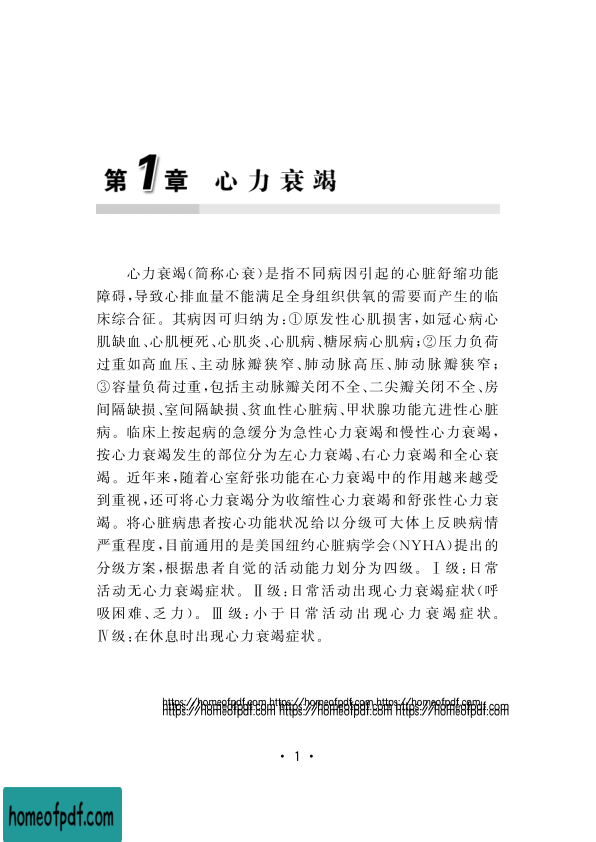 第1章 心力衰竭
心力衰竭(简称心衰)是指不同病因引起的心脏舒缩功能
障碍,导致心排血量不能满足全身组织供氧的需要而产生的临
床综合征。其病因可归纳为:①原发性心肌损害,如冠心病心
肌缺血、心肌梗死、心肌炎、心肌病、糖尿病心肌病;②压力负荷
过重如高血压、主动脉瓣狭窄、肺动脉高压、肺动脉瓣狭窄;
③容量负荷过重,包括主动脉瓣关闭不全、二尖瓣关闭不全、房
间隔缺损、室间隔缺损、贫血性心脏病、甲状腺功能亢进性心脏
病。临床上按起病的急缓分为急性心力衰竭和慢性心力衰竭,
按心力衰竭发生的部位分为左心力衰竭、右心力衰竭和全心衰
竭。近年来,随着心室舒张功能在心力衰竭中的作用越来越受
到重视,还可将心力衰竭分为收缩性心力衰竭和舒张性心力衰
竭。将心脏病患者按心功能状况给以分级可大体上反映病情
严重程度,目前通用的是美国纽约心脏病学会(NYHA)提出的
分级方案,根据患者自觉的活动能力划分为四级。Ⅰ级:日常
活动无心力衰竭症状。Ⅱ级:日常活动出现心力衰竭症状(呼
吸困难、乏力)。Ⅲ级:小于日常活动出现心力衰竭症状。
Ⅳ级:在休息时出现心力衰竭症状。
https://homeofpdf.com https://homeofpdf.com https://homeofpdf.com
https://homeofpdf.com https://homeofpdf.com https://homeofpdf.com
· 1 ·
homeofpdf.com